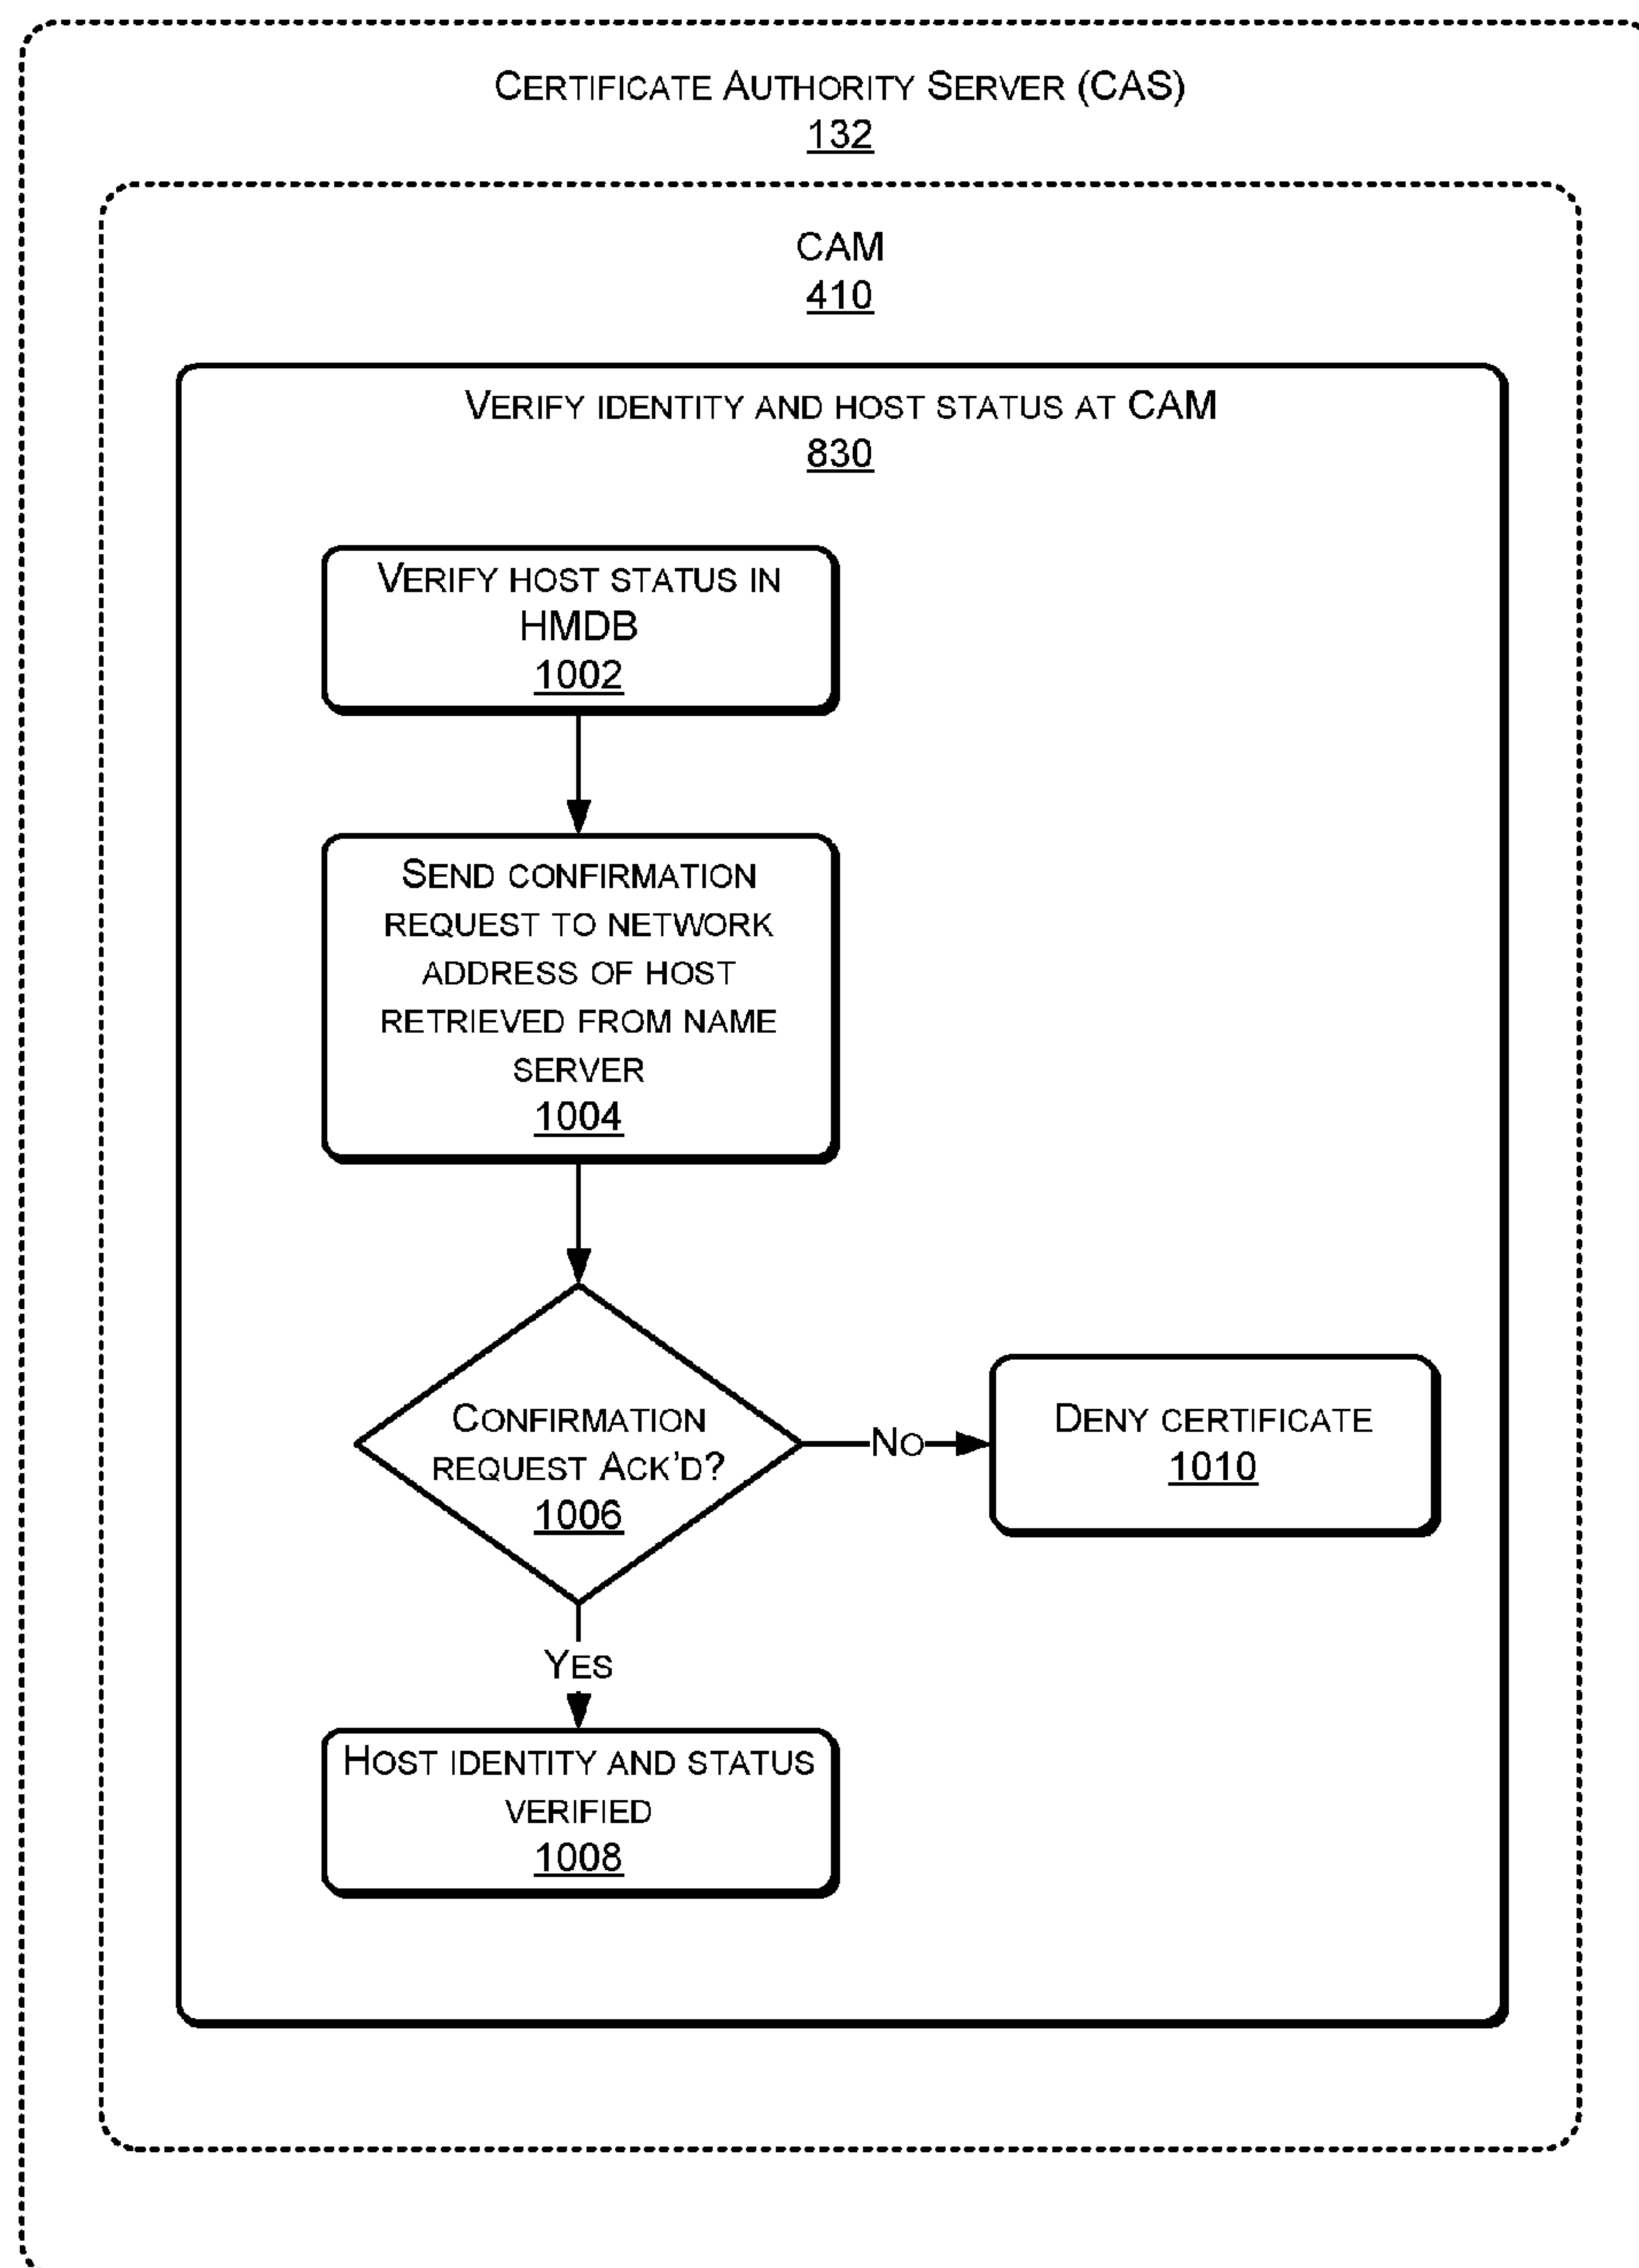 CERTIFICATE AUTHORITY SERVER (CAS)
132
CAM
410
VERIFY IDENTITY AND HOST STATUS AT CAM
830
VERIFY HOST STATUS IN
HMDB
1002
SEND CONFIRMATION
REQUEST TO NETWORK
ADDRESS OF HOST
RETRIEVED FROM NAME
SERVER
1004
CONFIRMATION
REQUEST ACK'D?
1006
NO
DENY CERTIFICATE
1010
YES
HOST IDENTITY AND STATUS
VERIFIED
1008